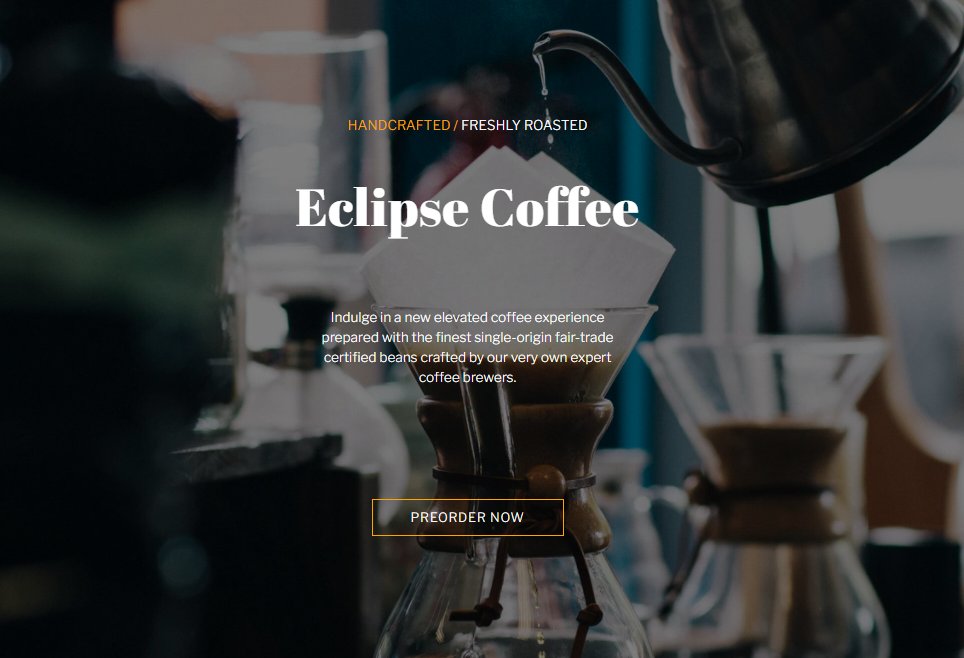 HANDCRAFTED / FRESHLY ROASTED
Eclipse Coffee
Indulge in a new elevated coffee experience
prepared with the finest single-origin fair-trade
certified beans crafted by our very own expert
coffee brewers.
PREORDER NOW